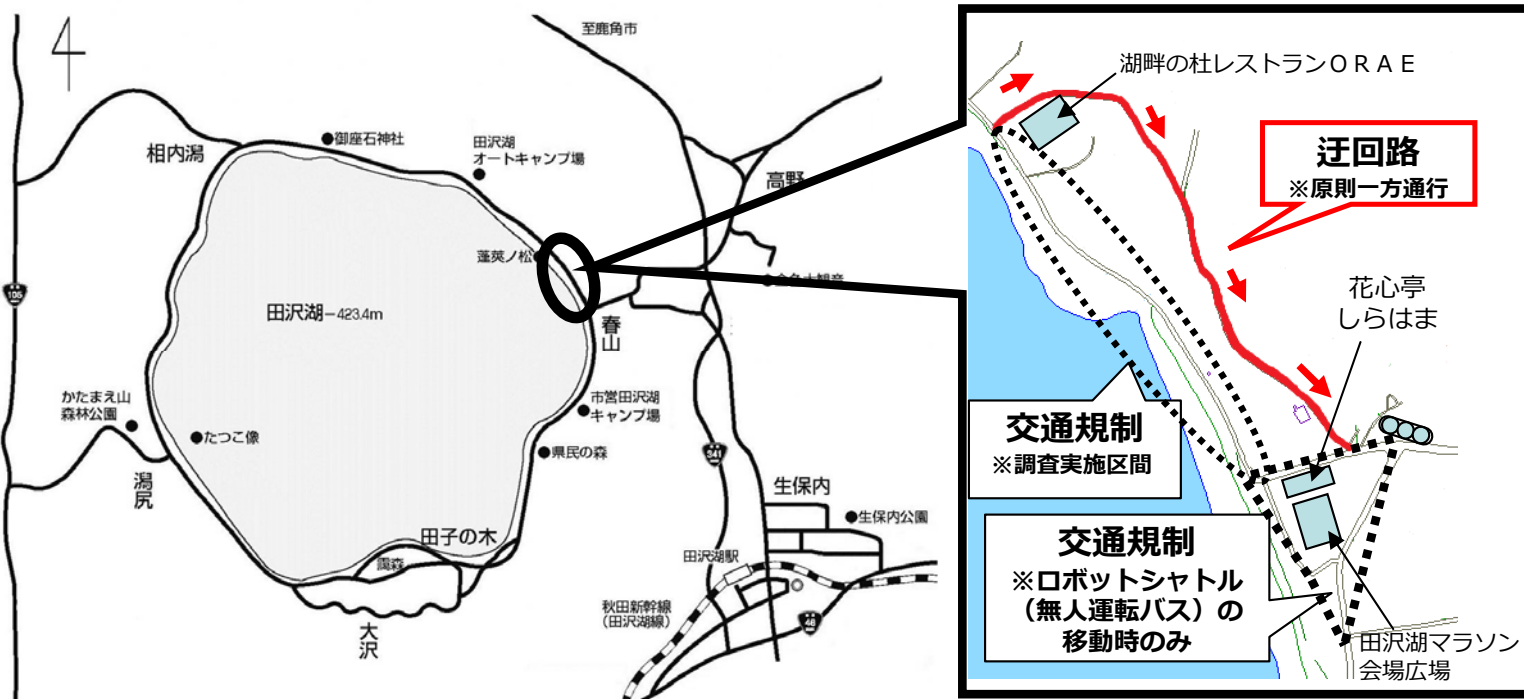 至鹿角市
御座石神社
相内潟
田沢湖
オートキャンプ場
高野
蓬莢ノ松
105
田沢湖−423.4m
春山
かたまえ山
森林公園
たつこ像
市営田沢湖
キャンプ場
県民の森
潟尻
341
生保内
生保内公園
田子の木
田沢湖駅
秋田新幹線
(田沢湖線)
大沢
46
湖畔の杜レストランORAE
迂回路
※原則一方通行
花心亭
しらはま
交通規制
※調査実施区間
交通規制
※ロボットシャトル
(無人運転バス)の
移動時のみ
田沢湖マラソン
会場広場